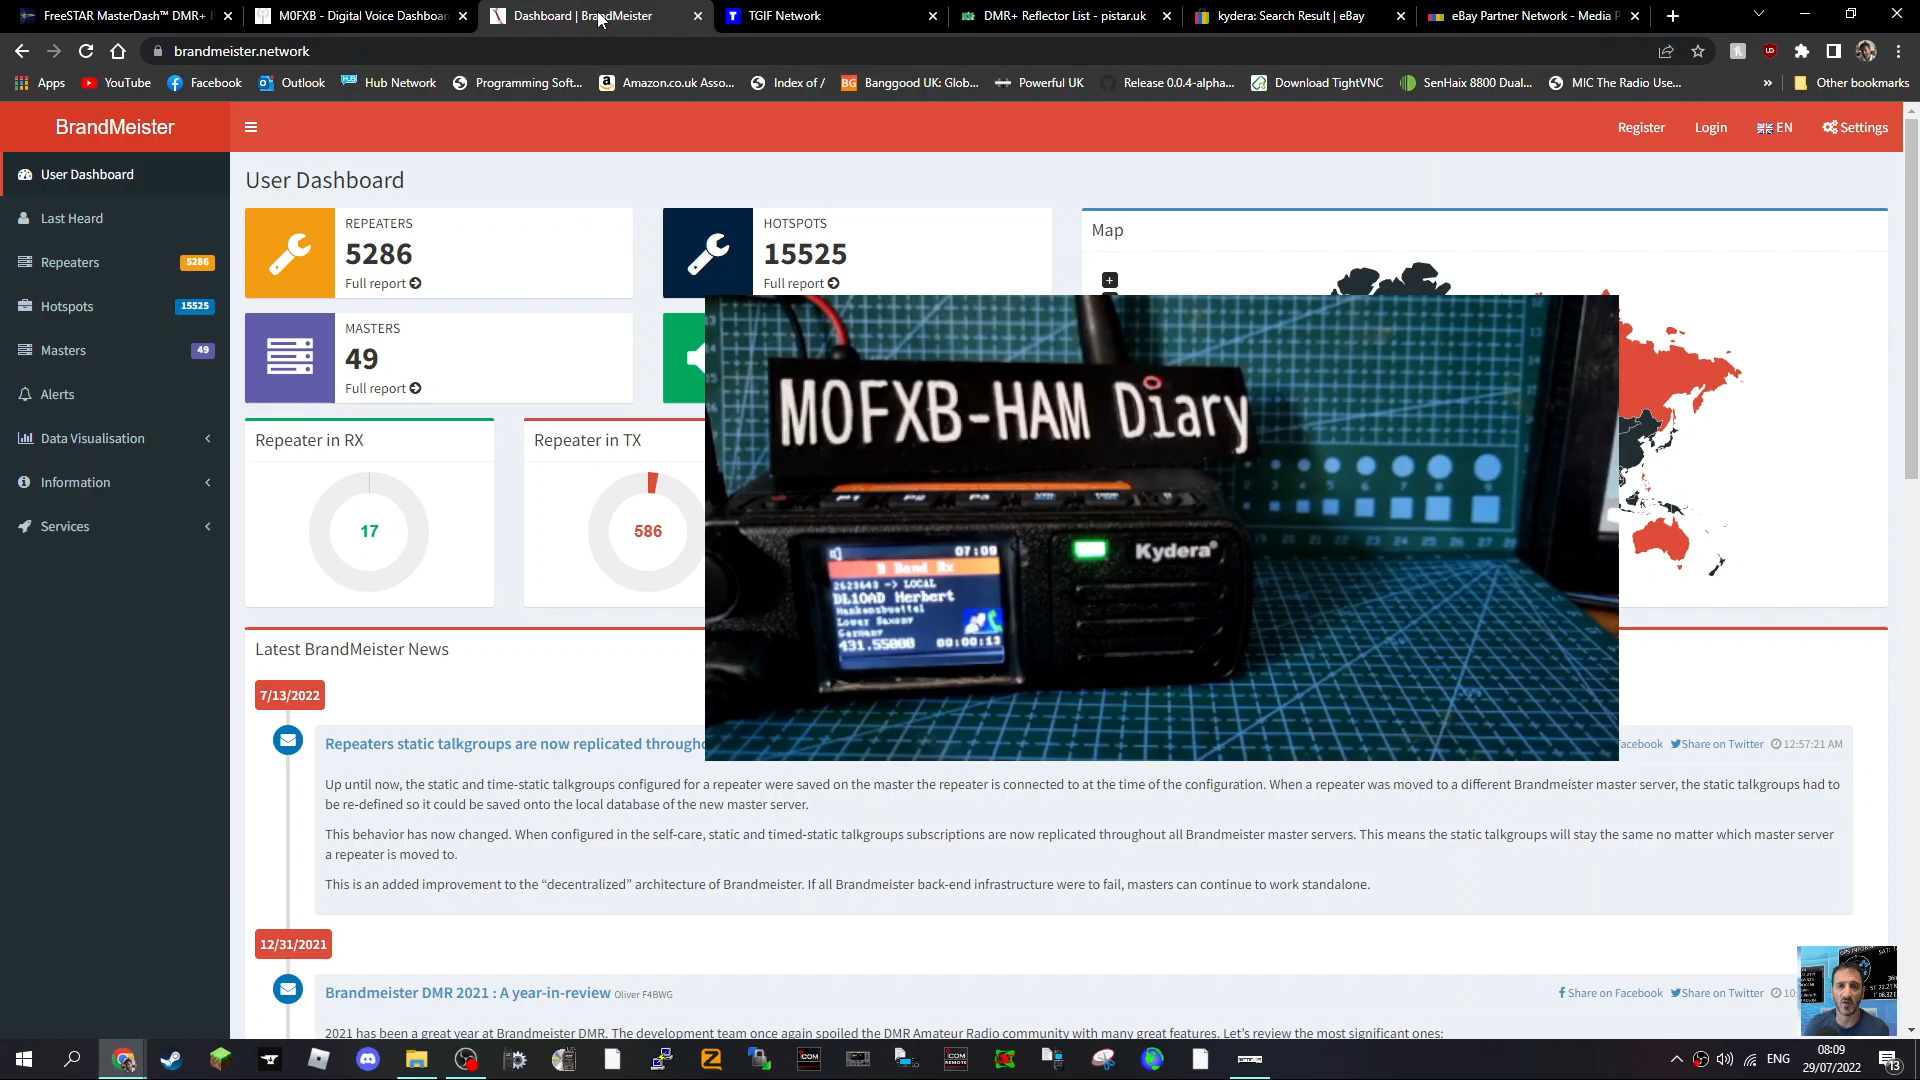 FreeSTAR MasterDash™ DMR+
M0FXB - Digital Voice Dashboar
Dashboard | BrandMeister
TGIF Network
DMR+ Reflector List - pistar.uk
kydera: Search Result | eBay
eBay Partner Network - Media P
brandmeister.network
Apps
YouTube
Facebook
Outlook
Hub Network
Programming Soft...
Amazon.co.uk Asso...
Index of /
Banggood UK: Glob...
Powerful UK
Release 0.0.4-alpha...
Download TightVNC
SenHaix 8800 Dual...
MIC The Radio Use...
»
Other bookmarks
BrandMeister
Register
Login
EN
Settings
User Dashboard
Last Heard
Repeaters 5286
Hotspots 15525
Masters 49
Alerts
Data Visualisation
Information
Services
User Dashboard
REPEATERS
5286
Full report
HOTSPOTS
15525
Full report
Map
+
MASTERS
49
Full report
Repeater in RX
17
Repeater in TX
586
M0FXB-HAM Diary
P1 P2 P3
Kydera®
07:09
B Band Rx
2623643 -> LOCAL
DL1OAD Herbert
Hankensbuettel
Lower Saxony
Germany
431.55000 00:00:13
Latest BrandMeister News
7/13/2022
Repeaters static talkgroups are now replicated through
acebook Share on Twitter 12:57:21 AM
Up until now, the static and time-static talkgroups configured for a repeater were saved on the master the repeater is connected to at the time of the configuration. When a repeater was moved to a different Brandmeister master server, the static talkgroups had to
be re-defined so it could be saved onto the local database of the new master server.
This behavior has now changed. When configured in the self-care, static and timed-static talkgroups subscriptions are now replicated throughout all Brandmeister master servers. This means the static talkgroups will stay the same no matter which master server
a repeater is moved to.
This is an added improvement to the “decentralized” architecture of Brandmeister. If all Brandmeister back-end infrastructure were to fail, masters can continue to work standalone.
12/31/2021
Brandmeister DMR 2021 : A year-in-review Oliver F4BWG
Share on Facebook Share on Twitter 10
2021 has been a great year at Brandmeister DMR. The development team once again spoiled the DMR Amateur Radio community with many great features. Let's review the most significant ones:
ENG
08:09
29/07/2022
13